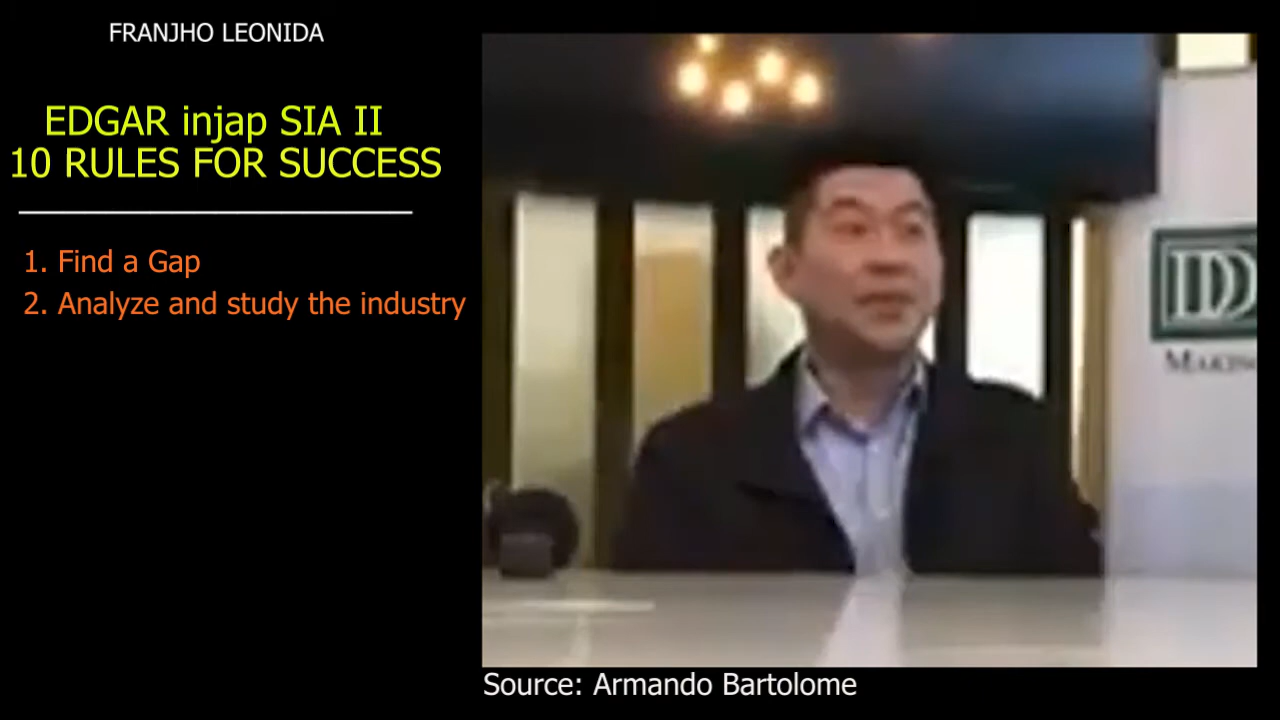 FRANJHO LEONIDA
EDGAR injap SIA II
10 RULES FOR SUCCESS
1. Find a Gap
2. Analyze and study the industry
DD
Source: Armando Bartolome